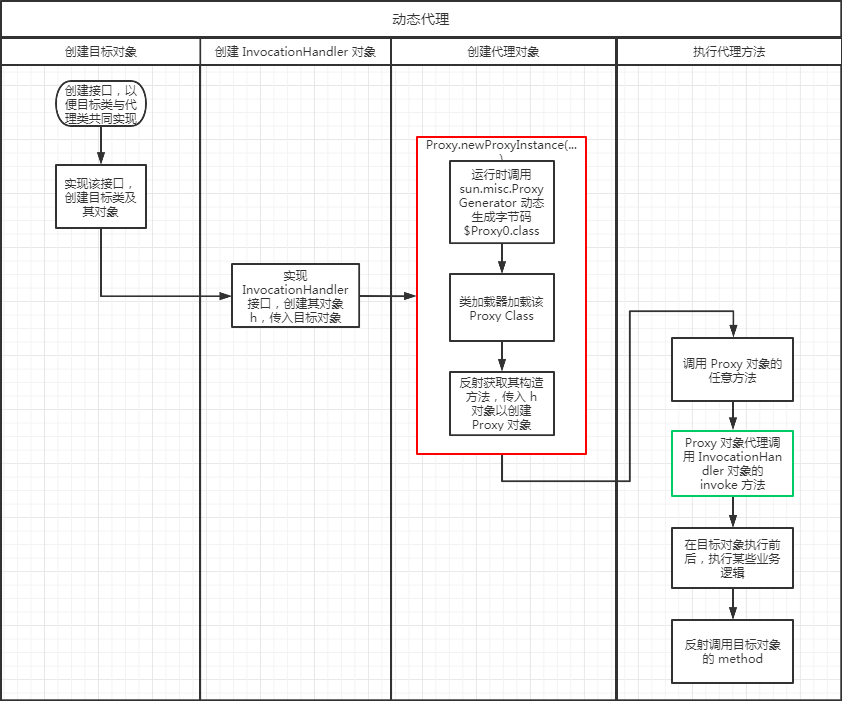 动态代理
创建目标对象
创建 InvocationHandler 对象
创建代理对象
执行代理方法
创建接口，以
便目标类与代
理类共同实现
实现该接口，
创建目标类及
其对象
实现
InvocationHandler
接口，创建其对象
h，传入目标对象
Proxy.newProxyInstance(...
)
运行时调用
sun.misc.Proxy
Generator 动态
生成字节码
$Proxy0.class
类加载器加载该
Proxy Class
反射获取其构造
方法，传入 h
对象以创建
Proxy 对象
调用 Proxy 对象的
任意方法
Proxy 对象代理调
用 InvocationHan
dler 对象的
invoke 方法
在目标对象执行前
后，执行某些业务
逻辑
反射调用目标对象
的 method